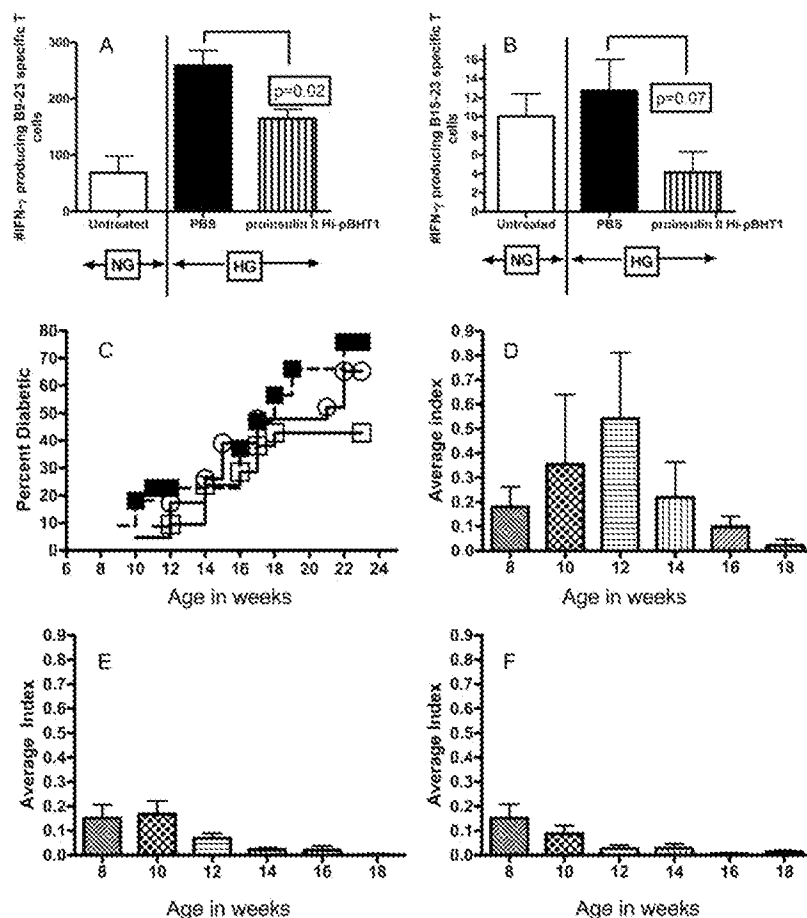 A
#IFN-γ producing B9-23 specific T
cells
300
200
100
0
p=0.02
Untreated
PBS
proinsulin II Hi-pBHT1
NG
HG
B
#IFN-γ producing B15-23 specific T
cells
16
14
12
10
8
6
4
2
0
p=0.07
Untreated
PBS
proinsulin II Hi-pBHT1
NG
HG
C
Percent Diabetic
80
70
60
50
40
30
20
10
0
6 8 10 12 14 16 18 20 22 24
Age in weeks
D
Average Index
0.9
0.8
0.7
0.6
0.5
0.4
0.3
0.2
0.1
0.0
8 10 12 14 16 18
Age in weeks
E
Average Index
0.9
0.8
0.7
0.6
0.5
0.4
0.3
0.2
0.1
0.0
8 10 12 14 16 18
Age in weeks
F
Average Index
0.9
0.8
0.7
0.6
0.5
0.4
0.3
0.2
0.1
0.0
8 10 12 14 16 18
Age in weeks